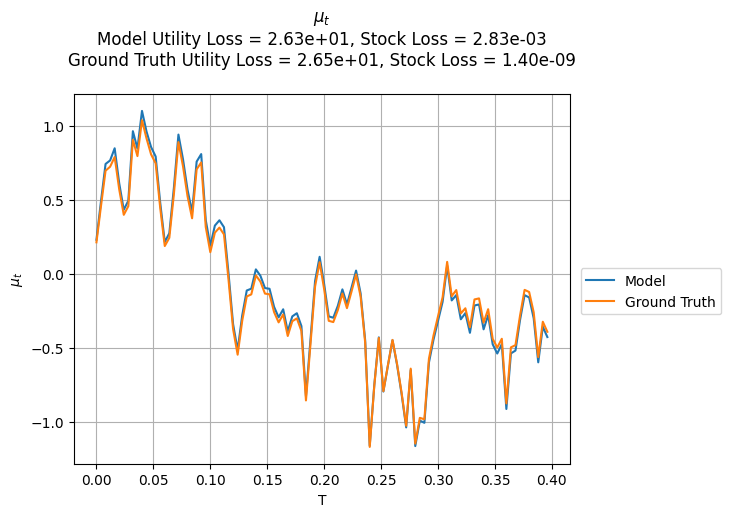 μt
Model Utility Loss = 2.63e+01, Stock Loss = 2.83e-03
Ground Truth Utility Loss = 2.65e+01, Stock Loss = 1.40e-09
1.0
0.5
0.0
−0.5
−1.0
μt
0.00 0.05 0.10 0.15 0.20 0.25 0.30 0.35 0.40
T
Model
Ground Truth